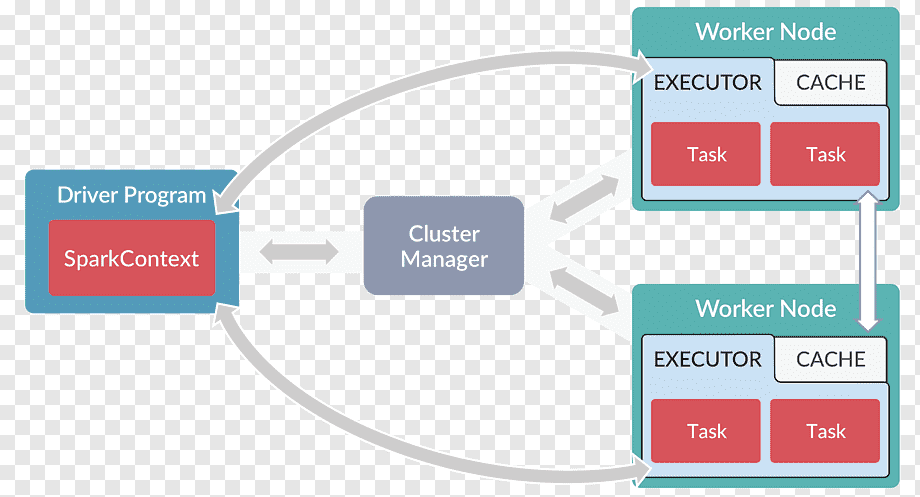 Driver Program
SparkContext
Cluster
Manager
Worker Node
EXECUTOR
CACHE
Task
Task
Worker Node
EXECUTOR
CACHE
Task
Task